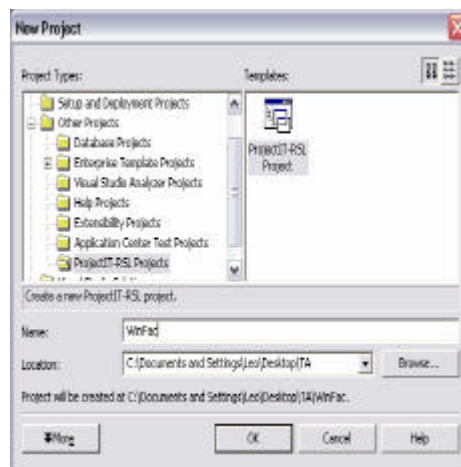 New Project
Project Types:
Templates:
Setup and Deployment Projects
Other Projects
Database Projects
Enterprise Template Projects
Visual Studio Analyzer Projects
Help Projects
Extensibility Projects
Application Center Test Projects
ProjectIT-RSL Projects
ProjectIT-RSL
Project
Create a new ProjectIT-RSL project.
Name:
WinFac
Location:
C:\Documents and Settings\Leo\Desktop\TA
Browse...
Project will be created at C:\Documents and Settings\Leo\Desktop\TA\WinFac.
More
OK
Cancel
Help